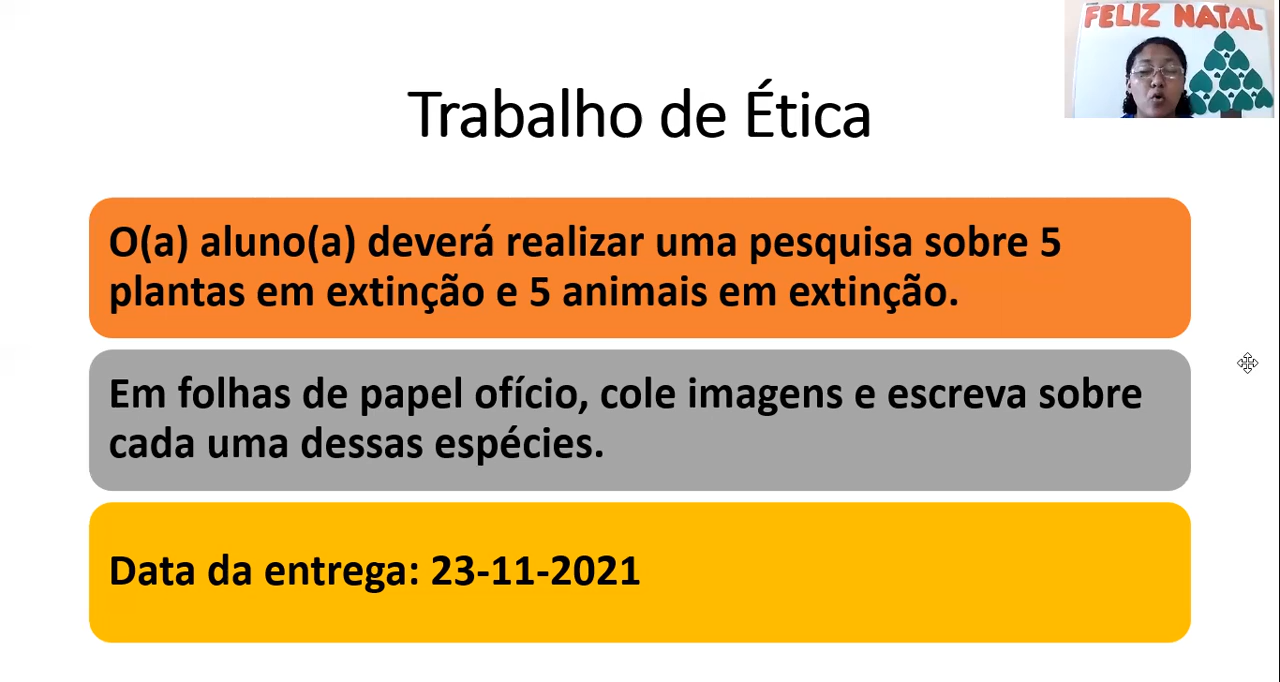 FELIZ NATAL
Trabalho de Ética
O(a) aluno(a) deverá realizar uma pesquisa sobre 5
plantas em extinção e 5 animais em extinção.
Em folhas de papel ofício, cole imagens e escreva sobre
cada uma dessas espécies.
Data da entrega: 23-11-2021